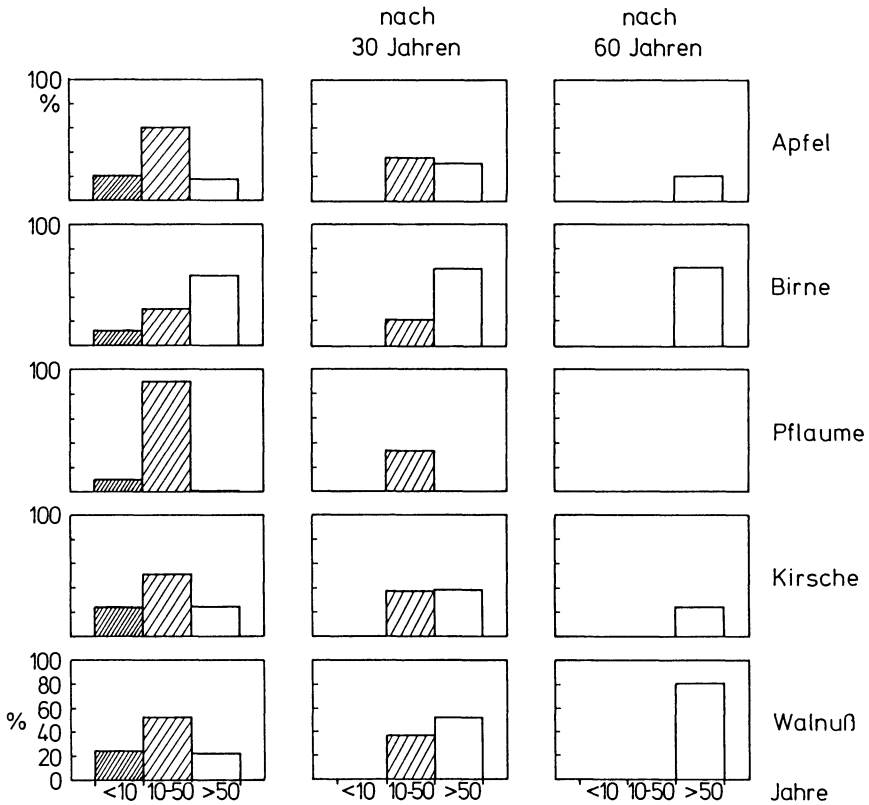 nach
30 Jahren
nach
60 Jahren
100
%
Apfel
100
Birne
100
Pflaume
100
Kirsche
100
80
60
%
40
20
0
Walnuß
<10 10-50 >50
<10 10-50 >50
<10 10-50 >50
Jahre